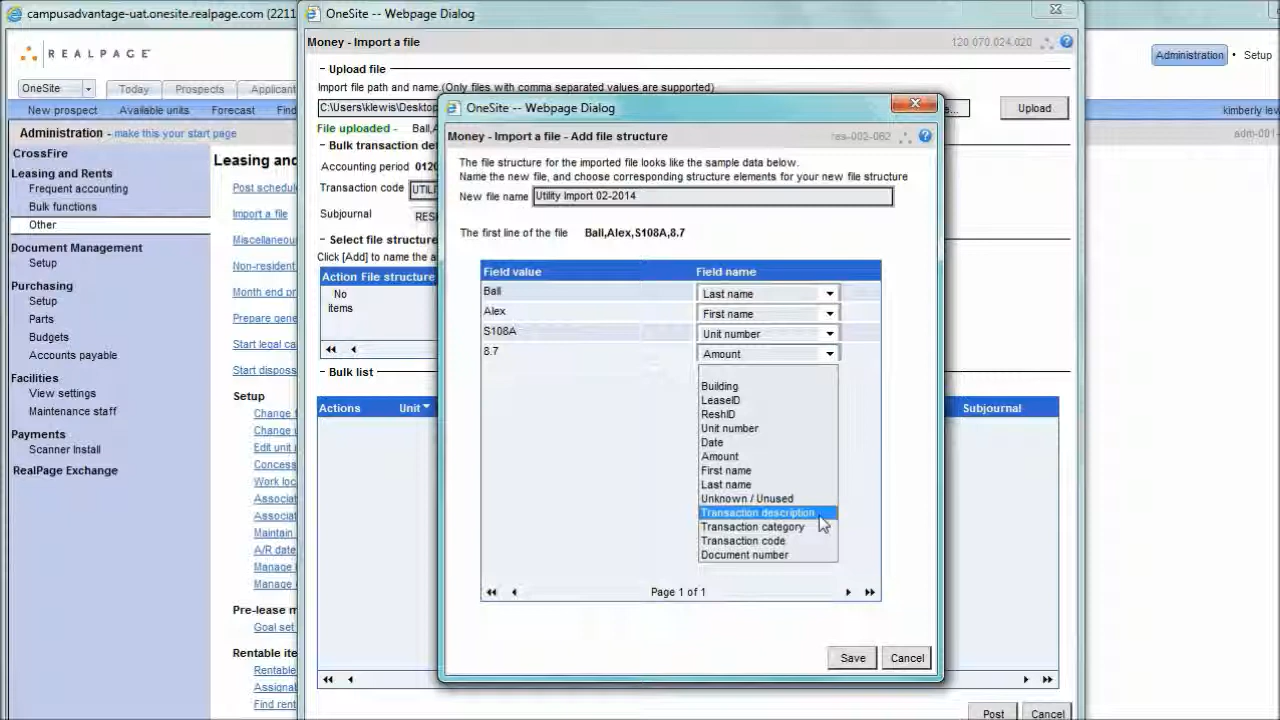 campusadvantage-uat.onesite.realpage.com (2211
OneSite -- Webpage Dialog
REALPAGE
Money - Import a file
120.070.024.020
Administration
Setup
OneSite
Today
Prospects
Applicant
Upload file
Import file path and name (Only files with comma separated values are supported)
New prospect
Available units
Forecast
Find
C:\Users\klewis\Desktop
Upload
kimberly lev
Administration - make this your start page
File uploaded - Ball,A
adm-001
CrossFire
Leasing and Rents
Frequent accounting
Bulk functions
Other
Document Management
Setup
Purchasing
Setup
Parts
Budgets
Accounts payable
Facilities
View settings
Maintenance staff
Payments
Scanner Install
RealPage Exchange
Leasing and
Post schedule
Import a file
Miscellaneou
Non-resident
Month end pr
Prepare gene
Start legal ca
Start disposs
Setup
Change f
Change u
Edit unit i
Concess
Work loc
Associat
Associat
Maintain
A/R date
Manage
Manage
Pre-lease m
Goal set
Rentable ite
Rentable
Assignab
Find rent
Bulk transaction det
Accounting period 0120
Transaction code UTILI
Subjournal RESI
Select file structure
Click [Add] to name the a
Action File structure
No
items
Bulk list
Actions
Unit
Subjournal
Post
Cancel
OneSite -- Webpage Dialog
Money - Import a file - Add file structure
res-002-062
The file structure for the imported file looks like the sample data below.
Name the new file, and choose corresponding structure elements for your new file structure
New file name Utility Import 02-2014
The first line of the file Ball,Alex,S108A,8.7
Field value Field name
Ball Last name
Alex First name
S108A Unit number
8.7 Amount
Building
LeaseID
ReshID
Unit number
Date
Amount
First name
Last name
Unknown / Unused
Transaction description
Transaction category
Transaction code
Document number
Page 1 of 1
Save
Cancel